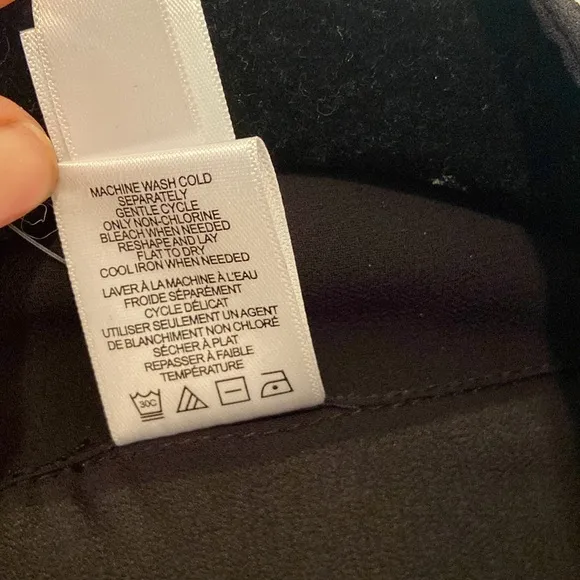 MACHINE WASH COLD
SEPARATELY
GENTLE CYCLE
ONLY NON-CHLORINE
BLEACH WHEN NEEDED
RESHAPE AND LAY
FLAT TO DRY
COOL IRON WHEN NEEDED
LAVER À LA MACHINE À L'EAU
FROIDE SÉPARÉMENT
CYCLE DÉLICAT
UTILISER SEULEMENT UN AGENT
DE BLANCHIMENT NON CHLORÉ
SÉCHER À PLAT
REPASSER À FAIBLE
TEMPÉRATURE
30C